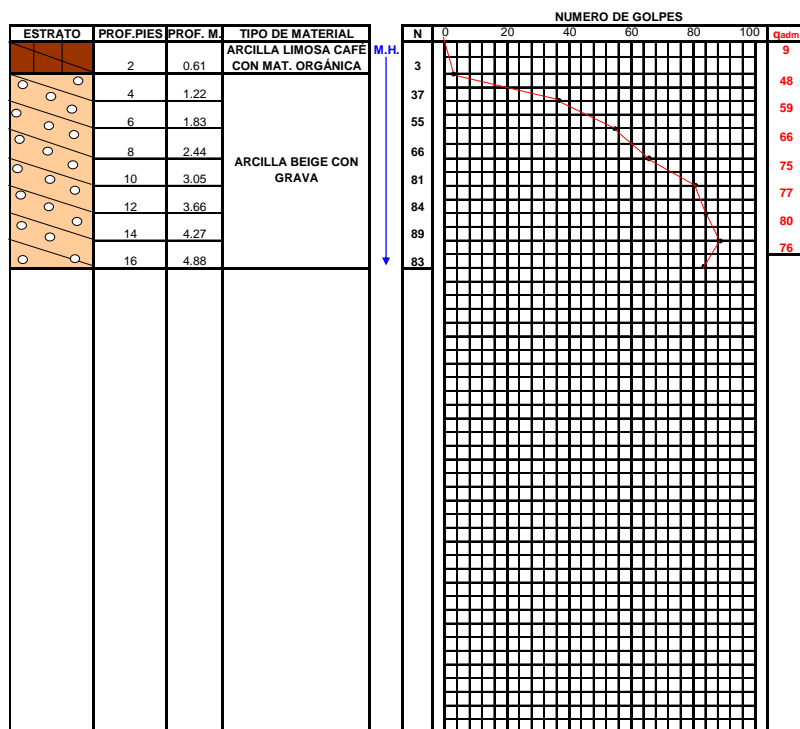 NUMERO DE GOLPES
ESTRATO PROF.PIES PROF. M. TIPO DE MATERIAL N 0 20 40 60 80 100 qadm
ARCILLA LIMOSA CAFÉ M.H. 9
2 0.61 CON MAT. ORGÁNICA 3
48
4 1.22 37
59
6 1.83 55
66
8 2.44 66
ARCILLA BEIGE CON 75
10 3.05 GRAVA 81
77
12 3.66 84
80
14 4.27 89
76
16 4.88 83